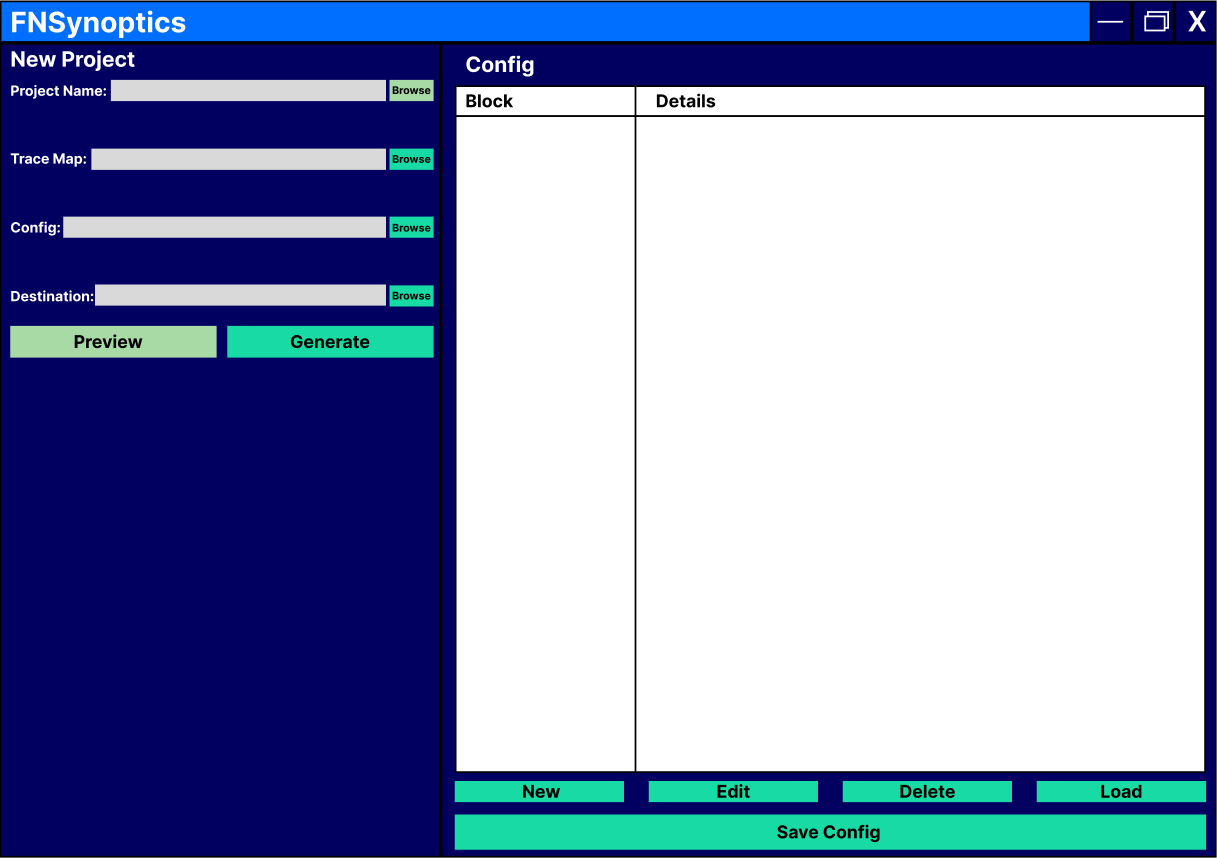 FNSynoptics X
New Project
Project Name: Browse
Trace Map: Browse
Config: Browse
Destination: Browse
Preview Generate
Config
Block Details
New Edit Delete Load
Save Config